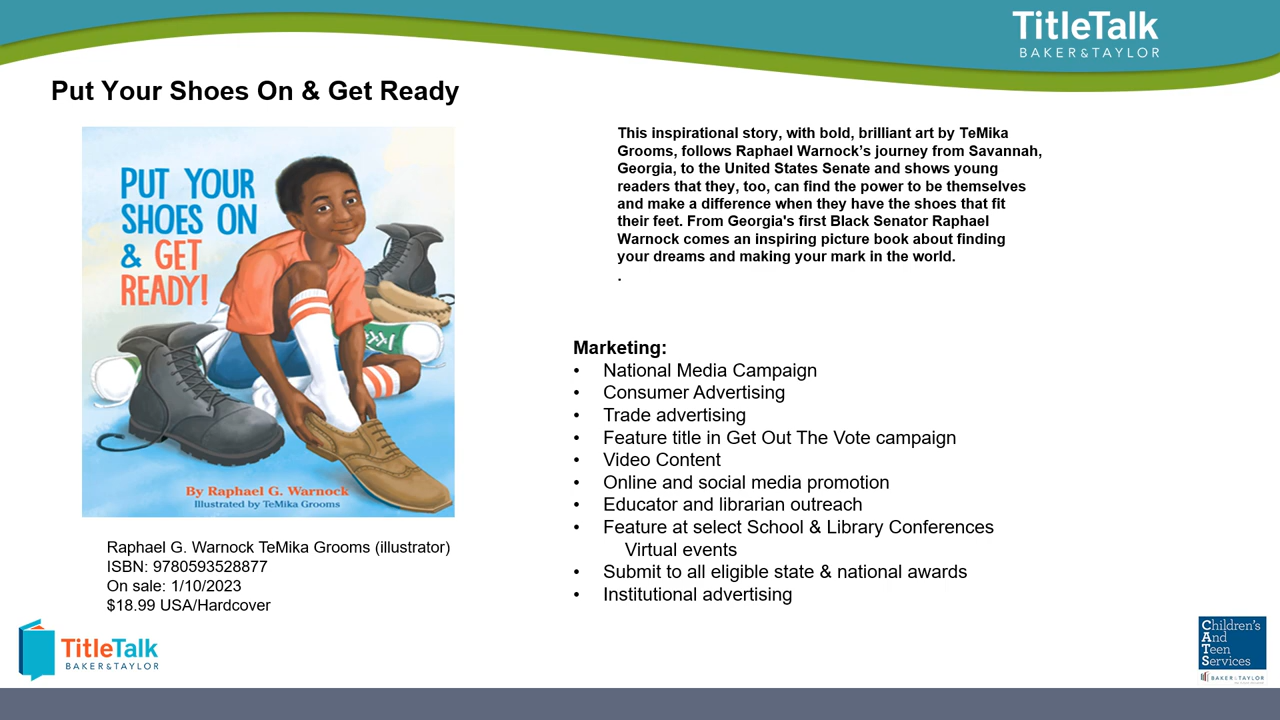 TitleTalk
BAKER & TAYLOR
Put Your Shoes On & Get Ready
PUT YOUR
SHOES ON
& GET
READY!
By Raphael G. Warnock
Illustrated by TeMika Grooms
Raphael G. Warnock TeMika Grooms (illustrator)
ISBN: 9780593528877
On sale: 1/10/2023
$18.99 USA/Hardcover
This inspirational story, with bold, brilliant art by TeMika
Grooms, follows Raphael Warnock’s journey from Savannah,
Georgia, to the United States Senate and shows young
readers that they, too, can find the power to be themselves
and make a difference when they have the shoes that fit
their feet. From Georgia's first Black Senator Raphael
Warnock comes an inspiring picture book about finding
your dreams and making your mark in the world.
.
Marketing:
• National Media Campaign
• Consumer Advertising
• Trade advertising
• Feature title in Get Out The Vote campaign
• Video Content
• Online and social media promotion
• Educator and librarian outreach
• Feature at select School & Library Conferences
Virtual events
• Submit to all eligible state & national awards
• Institutional advertising
TitleTalk
BAKER & TAYLOR
Children's
And
Teen
Services
BAKER & TAYLOR